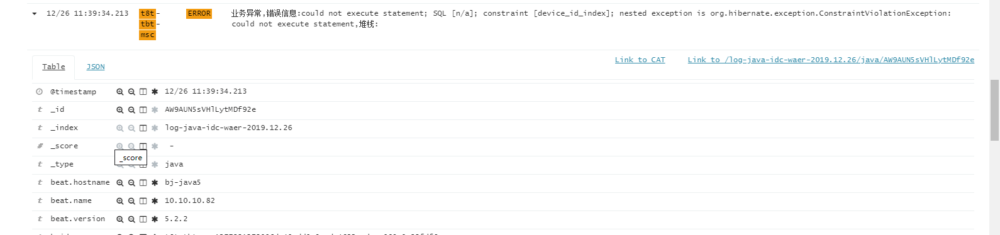 12/26 11:39:34.213 t8t- ERROR 业务异常,错误信息:could not execute statement; SQL [n/a]; constraint [device_id_index]; nested exception is org.hibernate.exception.ConstraintViolationException:
tbt- could not execute statement,堆栈:
msc
Table JSON Link to CAT Link to /log-java-idc-waer-2019.12.26/java/AW9AUN5sVHlLytMDf92e
@timestamp 12/26 11:39:34.213
t _id AW9AUN5sVHlLytMDf92e
t _index log-java-idc-waer-2019.12.26
# _score -
_score
t _type java
t beat.hostname bj-java5
t beat.name 10.10.10.82
t beat.version 5.2.2